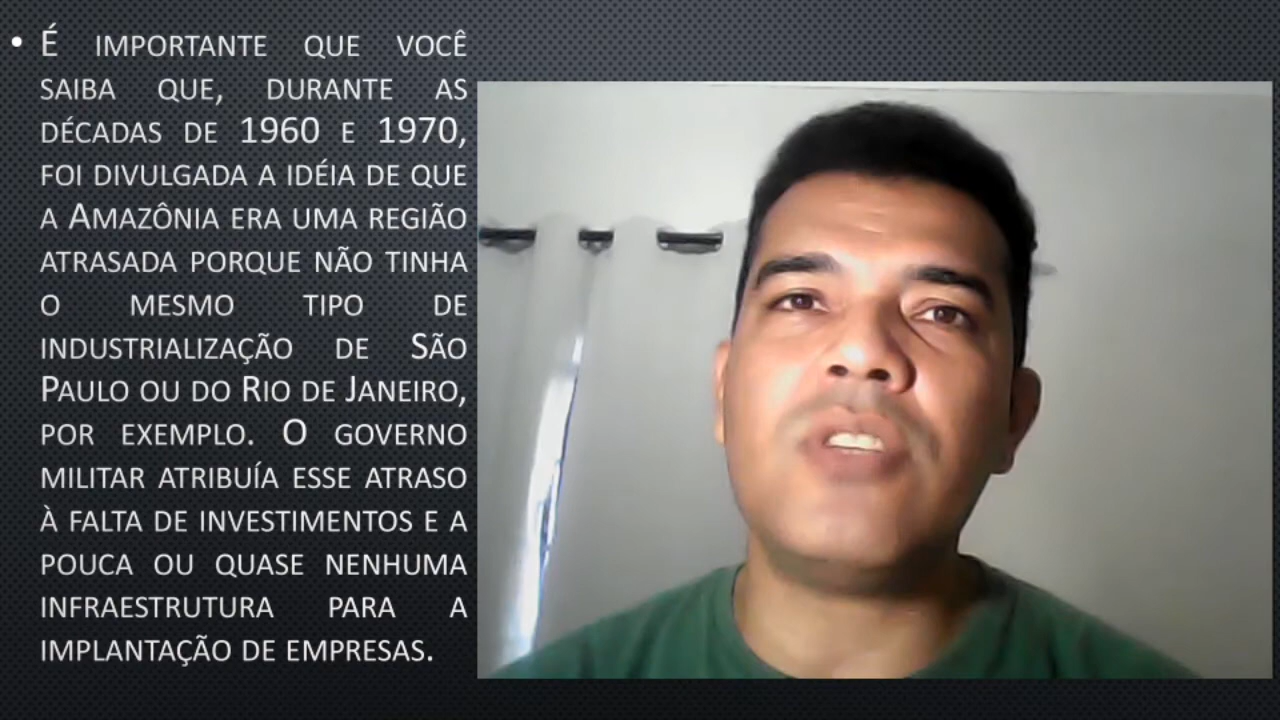 • É IMPORTANTE QUE VOCÊ
SAIBA QUE, DURANTE AS
DÉCADAS DE 1960 E 1970,
FOI DIVULGADA A IDÉIA DE QUE
A AMAZÔNIA ERA UMA REGIÃO
ATRASADA PORQUE NÃO TINHA
O MESMO TIPO DE
INDUSTRIALIZAÇÃO DE SÃO
PAULO OU DO RIO DE JANEIRO,
POR EXEMPLO. O GOVERNO
MILITAR ATRIBUÍA ESSE ATRASO
À FALTA DE INVESTIMENTOS E A
POUCA OU QUASE NENHUMA
INFRAESTRUTURA PARA A
IMPLANTAÇÃO DE EMPRESAS.